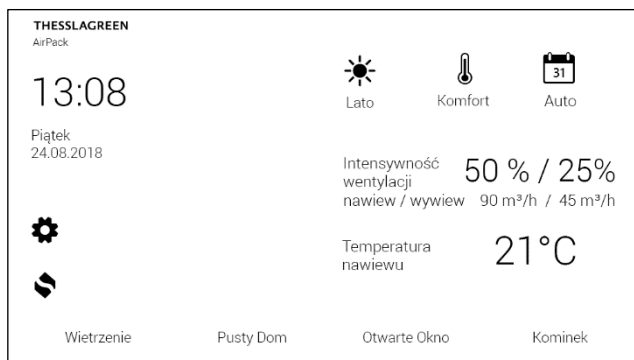 THESSLAGREEN
AirPack
13:08
Piątek
24.08.2018
31
Lato
Komfort
Auto
Intensywność
wentylacji
nawiew / wywiew
50 % / 25%
90 m³/h / 45 m³/h
Temperatura
nawiewu
21°C
Wietrzenie
Pusty Dom
Otwarte Okno
Kominek